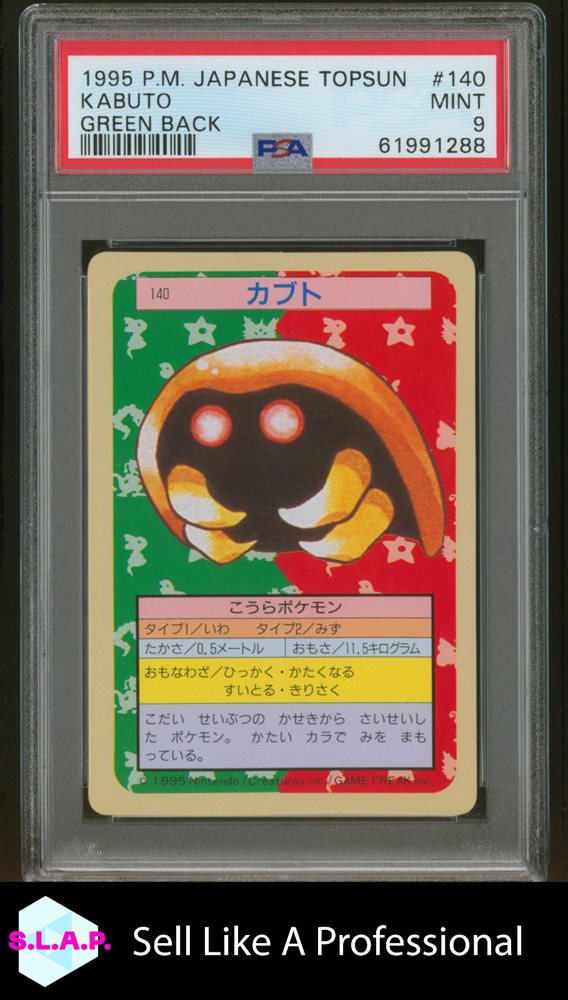 1995 P.M. JAPANESE TOPSUN #140
KABUTO MINT
GREEN BACK 9
PSA
61991288
140 カブト
こうらポケモン
タイプ1/いわ タイプ2/みず
たかさ/0.5メートル おもさ/11.5キログラム
おもなわざ/ひっかく・かたくなる
すいとる・きりさく
こだい せいぶつの かせきから さいせいし
た ポケモン。 かたい カラで みを まも
っている。
© 1995 Nintendo/Creatures inc./GAME FREAK inc.
S.L.A.P. Sell Like A Professional